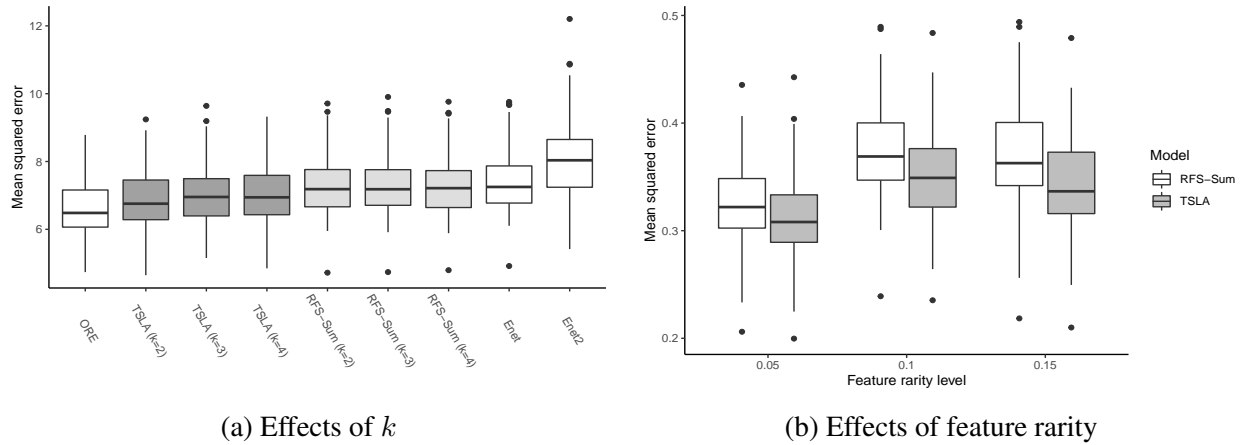 12
10
8
6
Mean squared error
ORE
TSLA (k=2)
TSLA (k=3)
TSLA (k=4)
RFS−Sum (k=2)
RFS−Sum (k=3)
RFS−Sum (k=4)
Enet
Enet2
(a) Effects of k
0.5
0.4
0.3
0.2
Mean squared error
0.05
0.1
0.15
Feature rarity level
Model
RFS−Sum
TSLA
(b) Effects of feature rarity